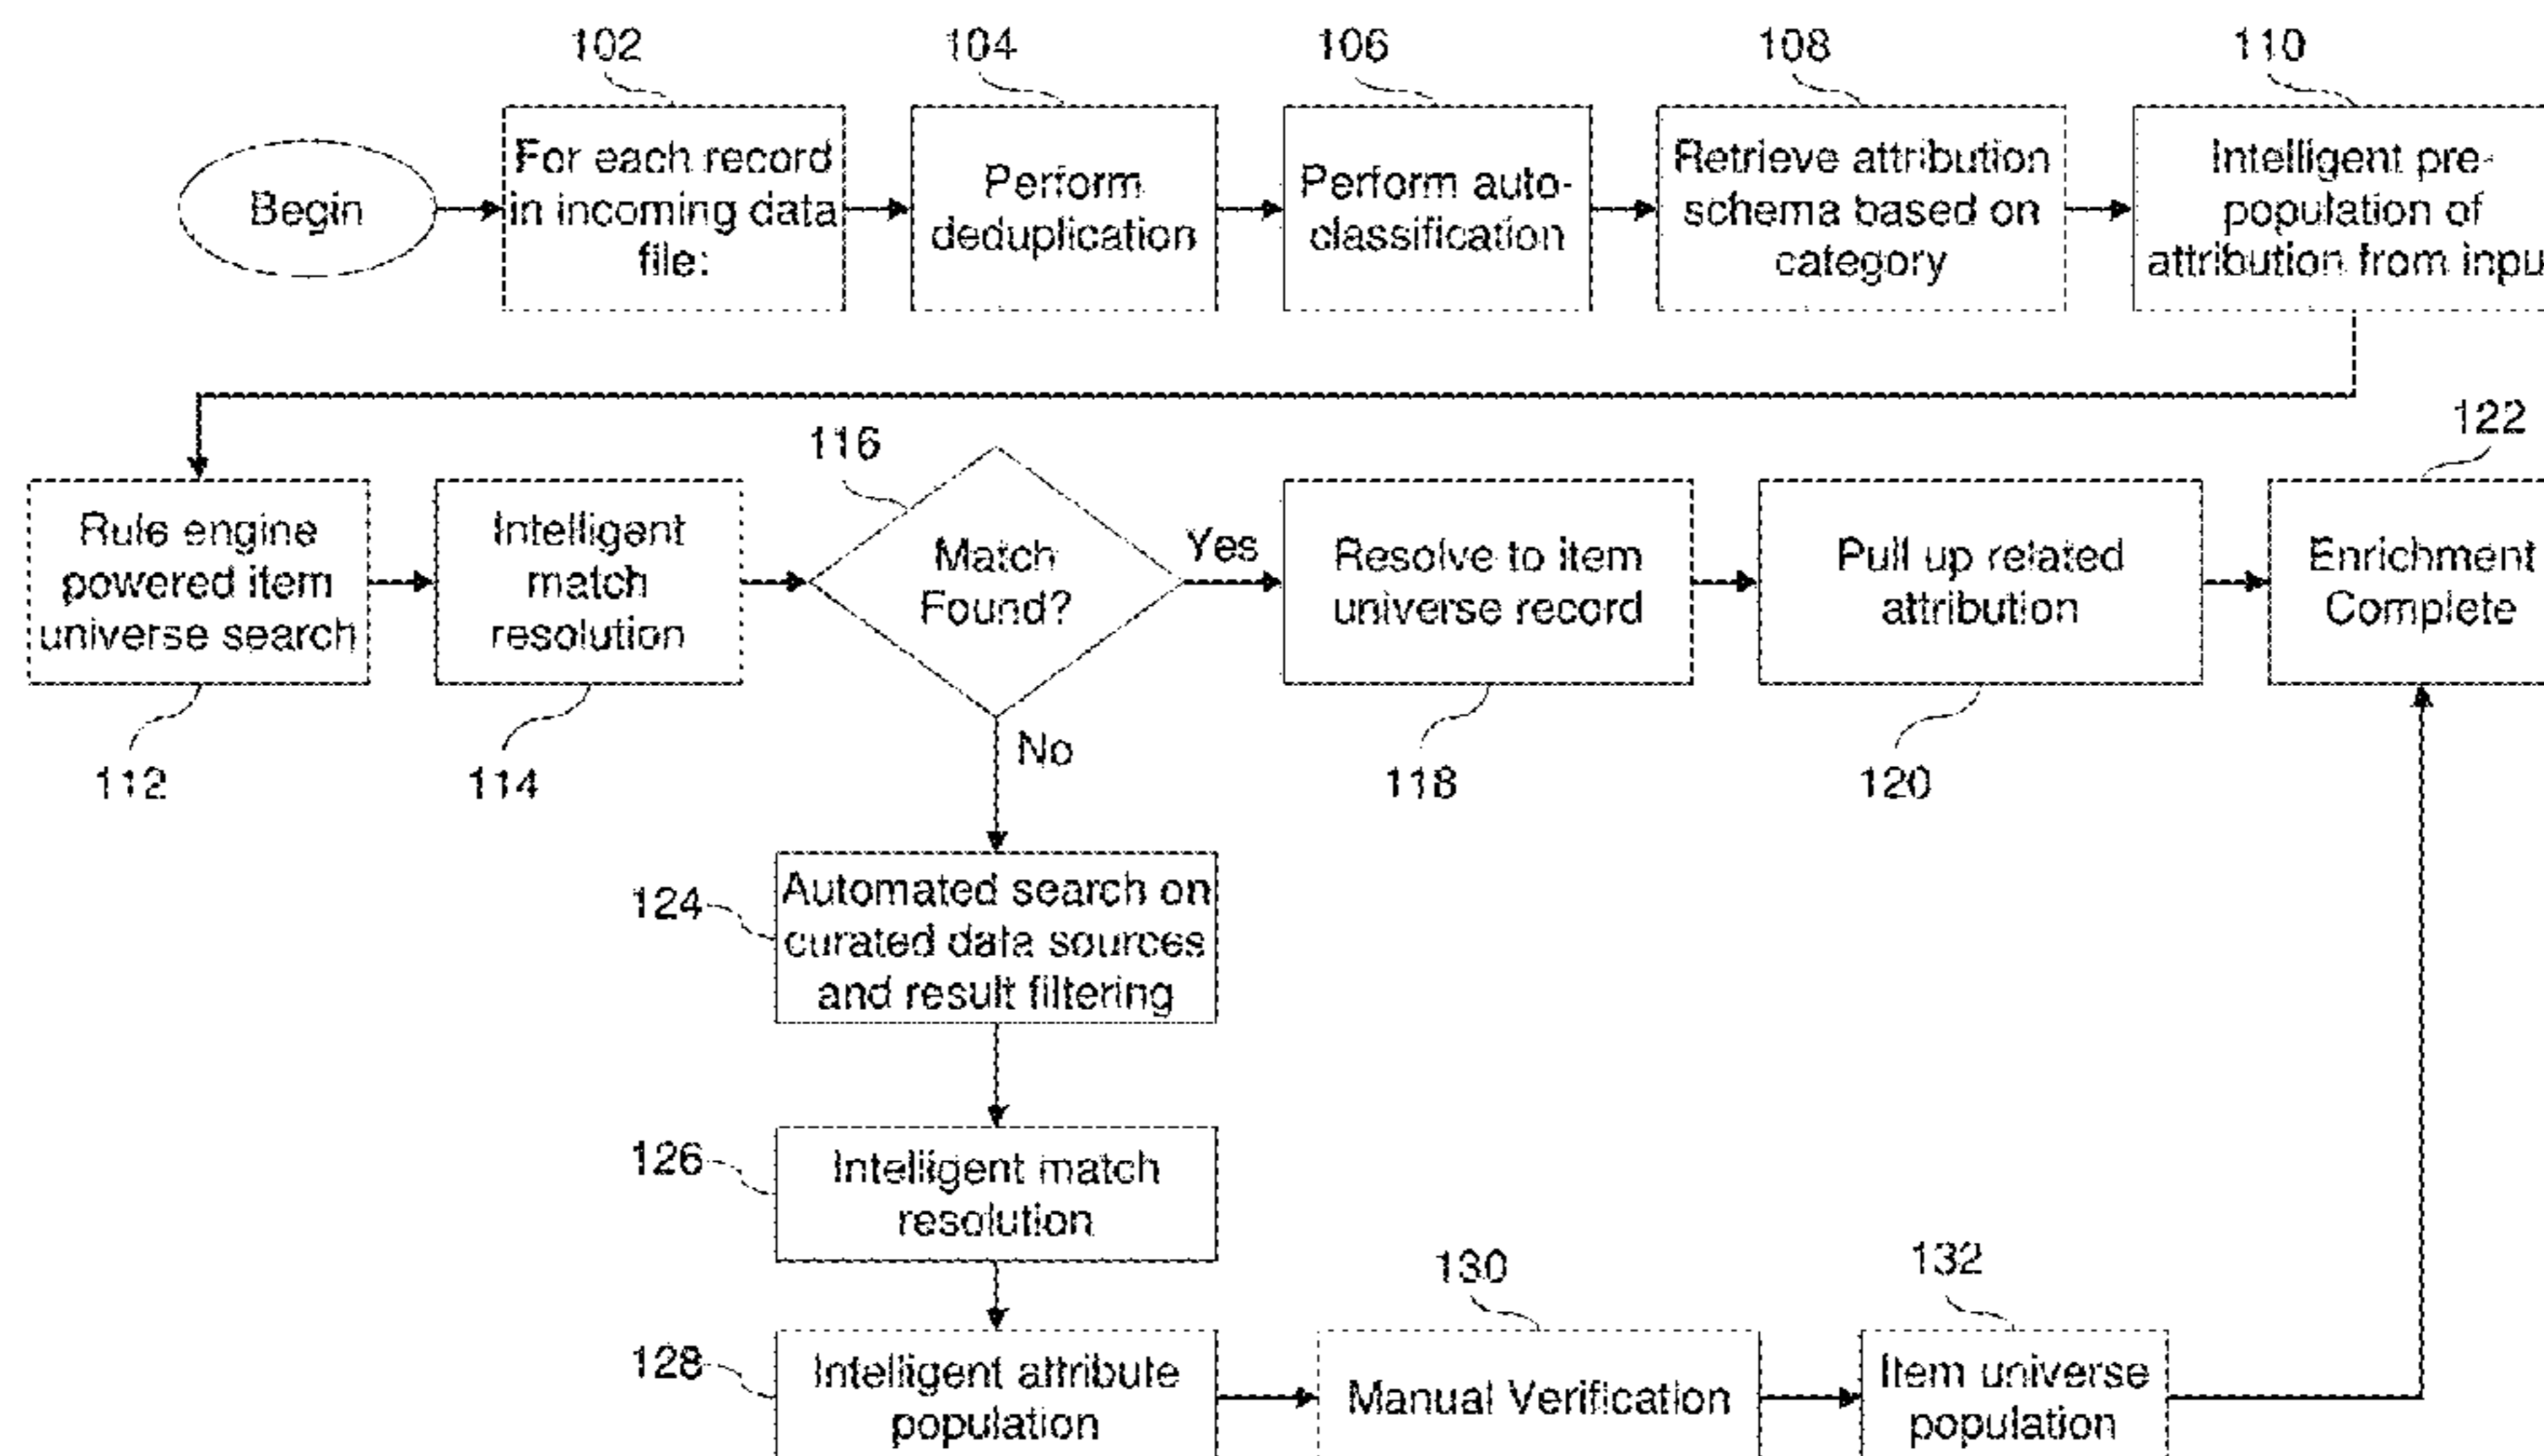 102
104
106
108
110
Begin
For each record
in incoming data
file:
Perform
deduplication
Perform auto-
classification
Retrieve attribution
schema based on
category
Intelligent pre-
population of
attribution from inpu
116
122
Rule engine
powered item
universe search
Intelligent
match
resolution
Match
Found?
Yes
Resolve to item
universe record
Pull up related
attribution
Enrichment
Complete
112
114
No
118
120
124
Automated search on
curated data sources
and result filtering
126
Intelligent match
resolution
130
132
128
Intelligent attribute
population
Manual Verification
Item universe
population